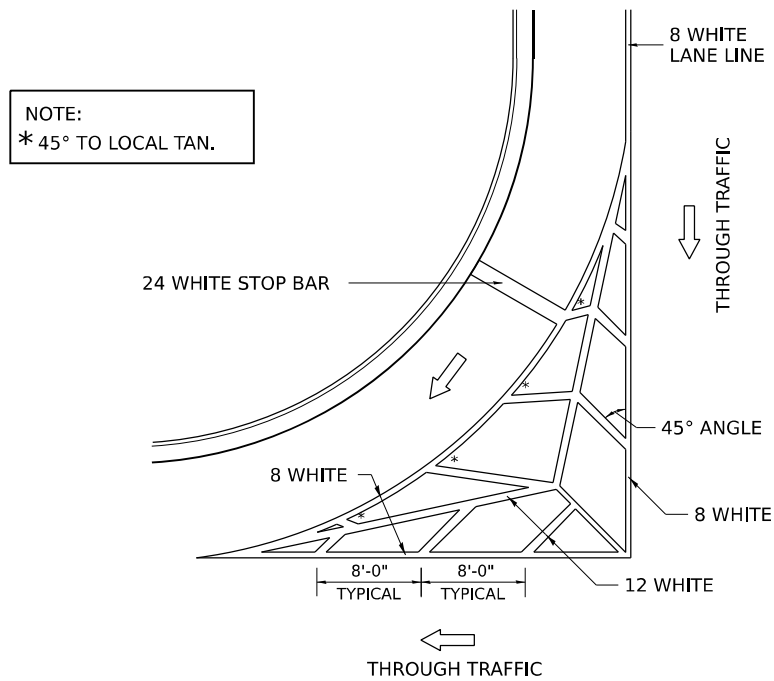 8 WHITE
LANE LINE
NOTE:
* 45° TO LOCAL TAN.
THROUGH TRAFFIC
24 WHITE STOP BAR
*
*
45° ANGLE
*
8 WHITE
8 WHITE
*
8'-0"
TYPICAL
8'-0"
TYPICAL
12 WHITE
THROUGH TRAFFIC